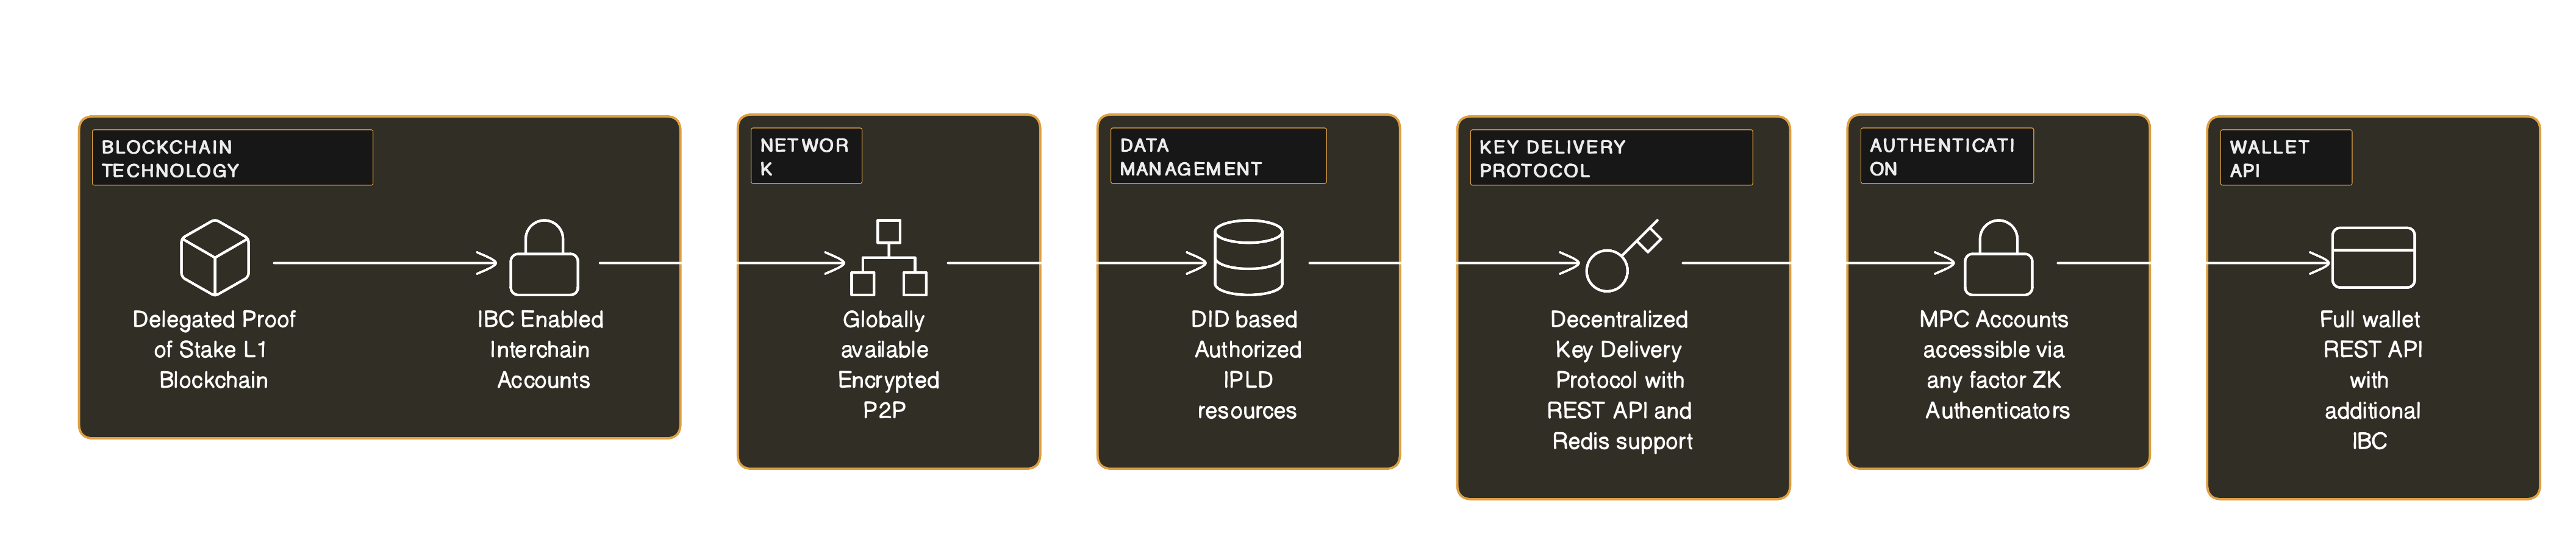 BLOCKCHAIN
TECHNOLOGY
Delegated Proof
of Stake L1
Blockchain
IBC Enabled
Interchain
Accounts
NETWOR
K
Globally
available
Encrypted
P2P
DATA
MANAGEMENT
DID based
Authorized
IPLD
resources
KEY DELIVERY
PROTOCOL
Decentralized
Key Delivery
Protocol with
REST API and
Redis support
AUTHENTICATI
ON
MPC Accounts
accessible via
any factor ZK
Authenticators
WALLET
API
Full wallet
REST API
with
additional
IBC